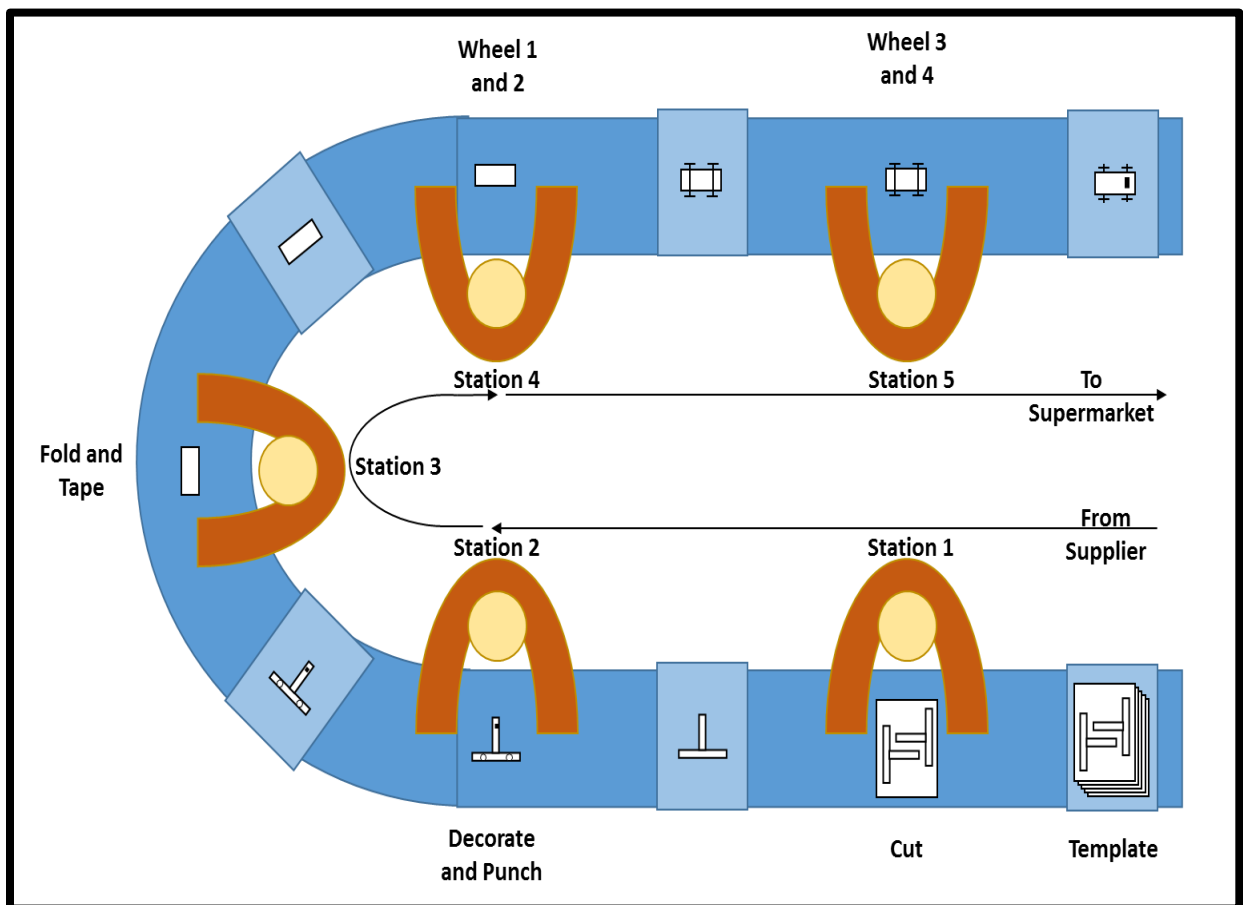 Wheel 1
and 2
Wheel 3
and 4
Station 4
Station 5
To
Supermarket
Fold and
Tape
Station 3
From
Supplier
Station 2
Station 1
Decorate
and Punch
Cut
Template